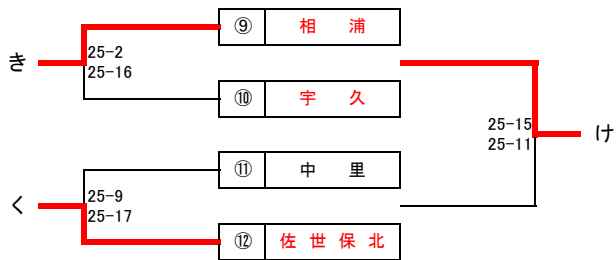 ⑨ 相 浦
き
25-2
25-16
⑩ 宇 久
25-15
25-11
け
⑪ 中 里
く
25-9
25-17
⑫ 佐 世 保 北